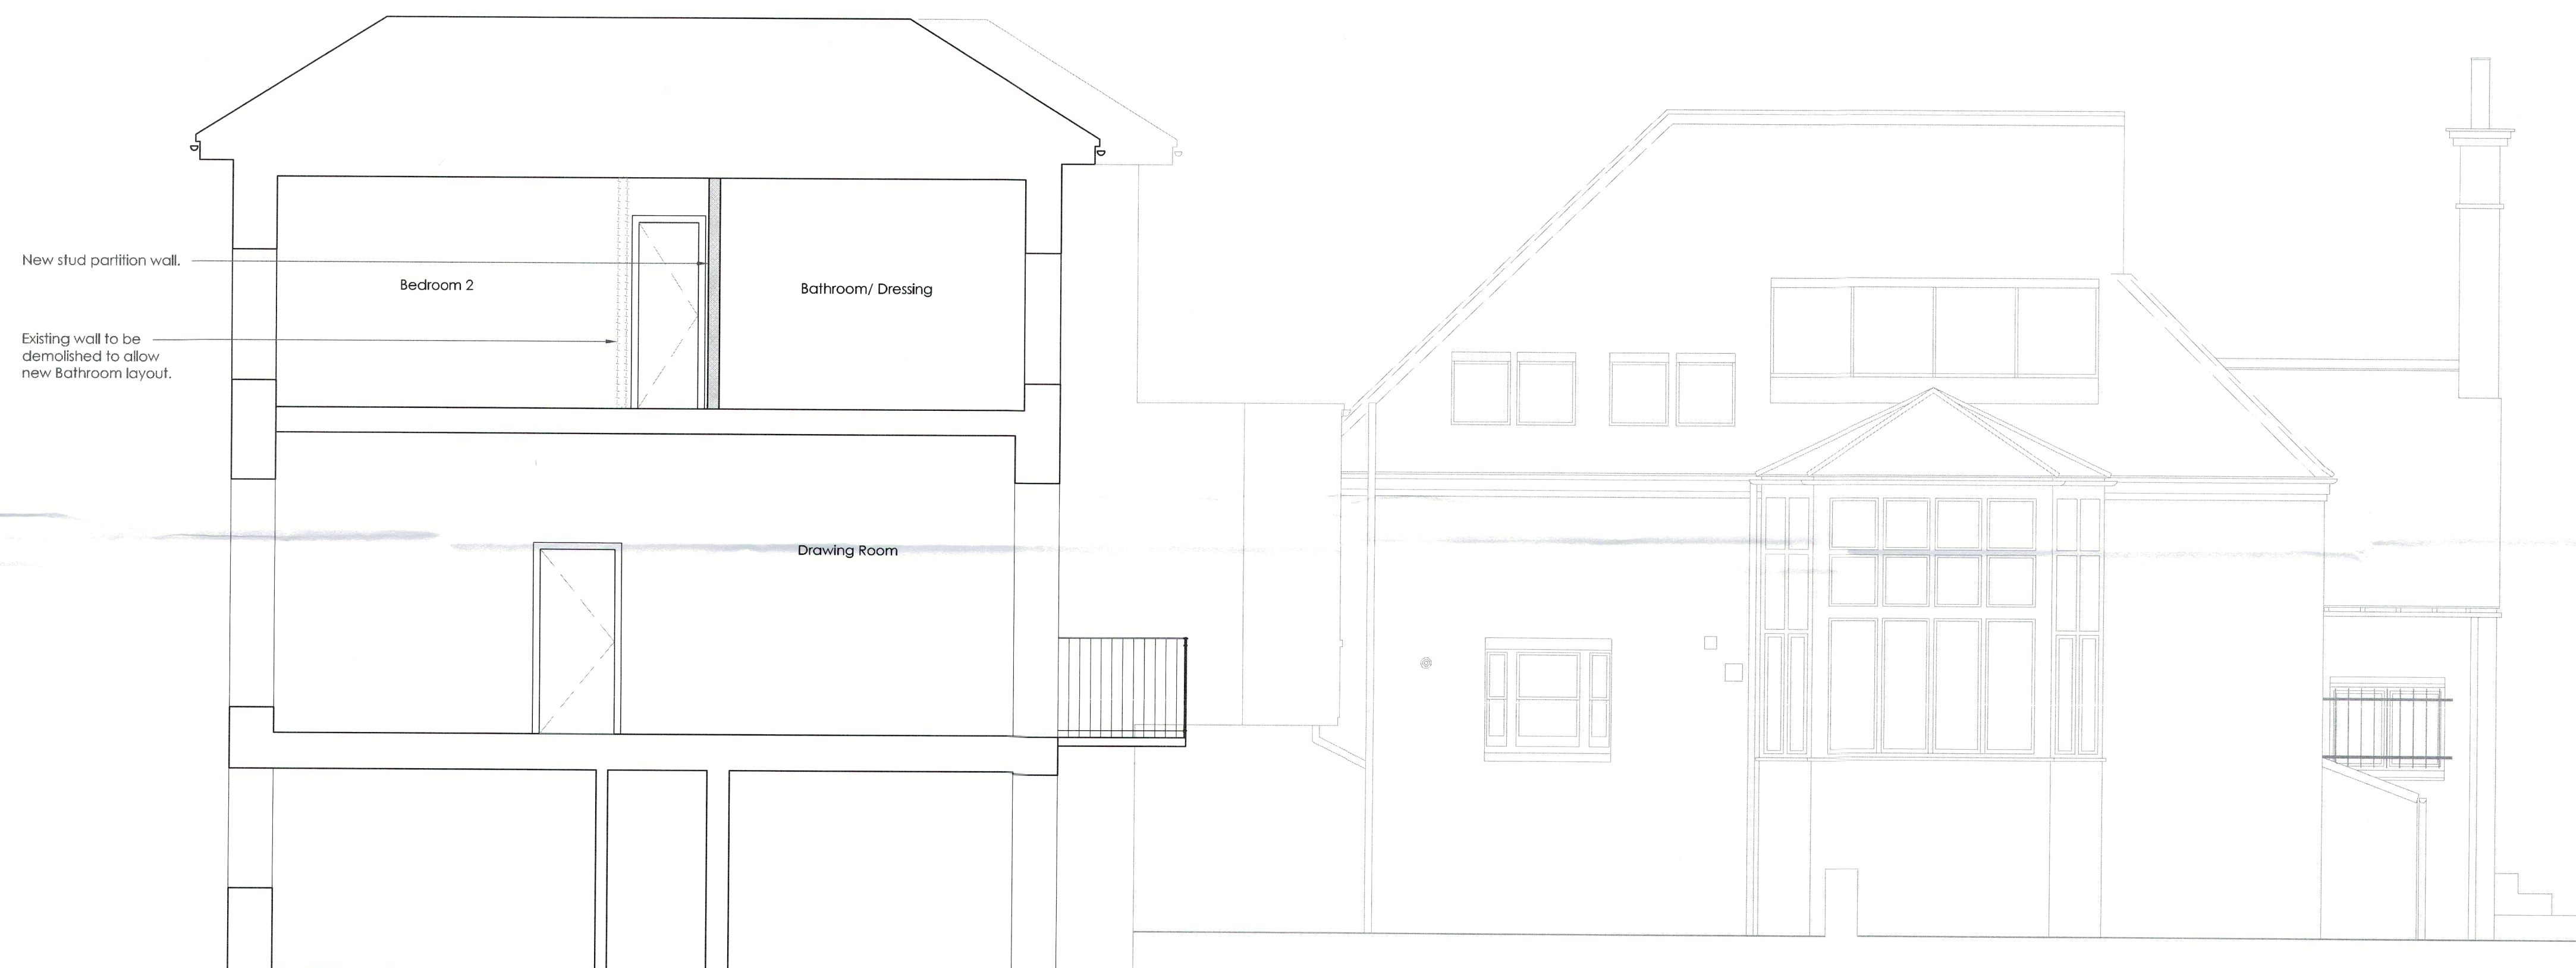 New stud partition wall.
Bedroom 2
Bathroom/ Dressing
Existing wall to be
demolished to allow
new Bathroom layout.
Drawing Room